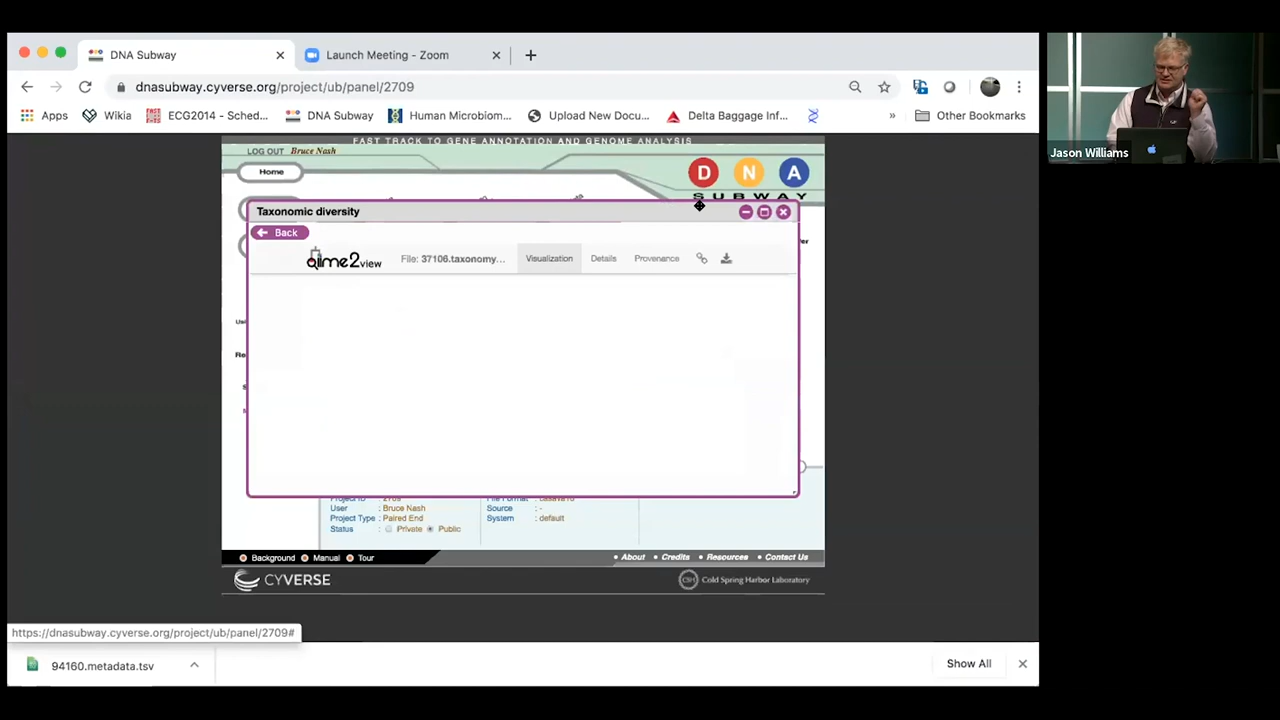 DNA Subway
Launch Meeting - Zoom
dnasubway.cyverse.org/project/ub/panel/2709
Apps
Wikia
ECG2014 - Sched...
DNA Subway
Human Microbiom...
Upload New Docu...
Delta Baggage Inf...
»
Other Bookmarks
Jason Williams
FAST TRACK TO GENE ANNOTATION AND GENOME ANALYSIS
LOG OUT Bruce Nash
Home
D N A
SUBWAY
Taxonomic diversity
Back
qiime2view
File: 37106.taxonomy...
Visualization
Details
Provenance
Project ID : 2709
User : Bruce Nash
Project Type : Paired End
Status : Private Public
Source : -
System : default
Background Manual Tour
About Credits Resources Contact Us
CYVERSE
CSH Cold Spring Harbor Laboratory
https://dnasubway.cyverse.org/project/ub/panel/2709#
94160.metadata.tsv
Show All